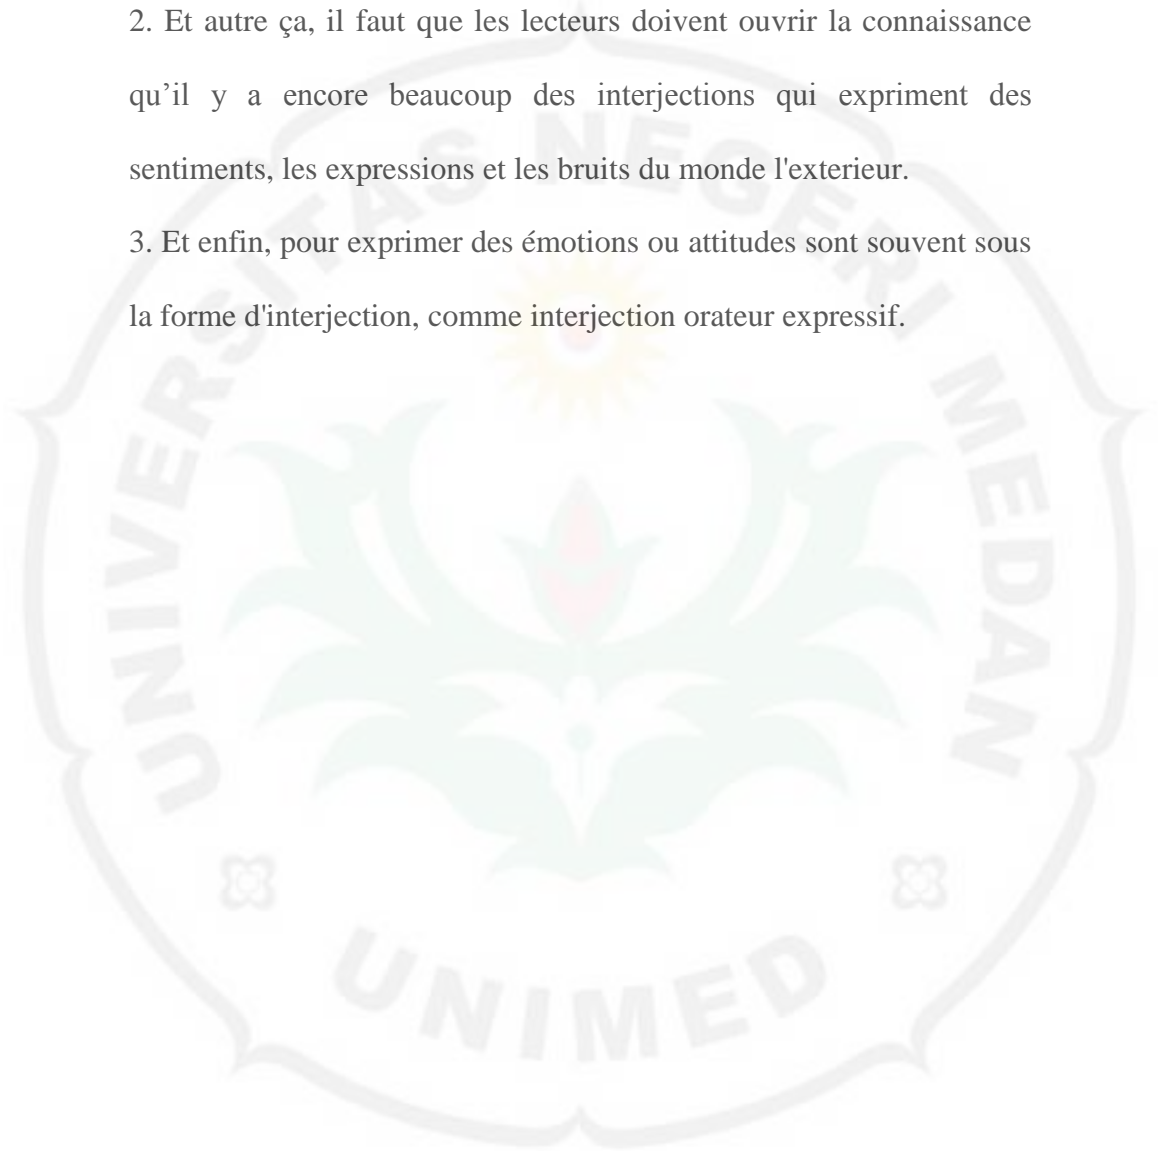 2. Et autre ça, il faut que les lecteurs doivent ouvrir la connaissance
qu’il y a encore beaucoup des interjections qui expriment des
sentiments, les expressions et les bruits du monde l'exterieur.
3. Et enfin, pour exprimer des émotions ou attitudes sont souvent sous
la forme d'interjection, comme interjection orateur expressif.
UNIVERSITAS NEGERI MEDAN
UNIMED